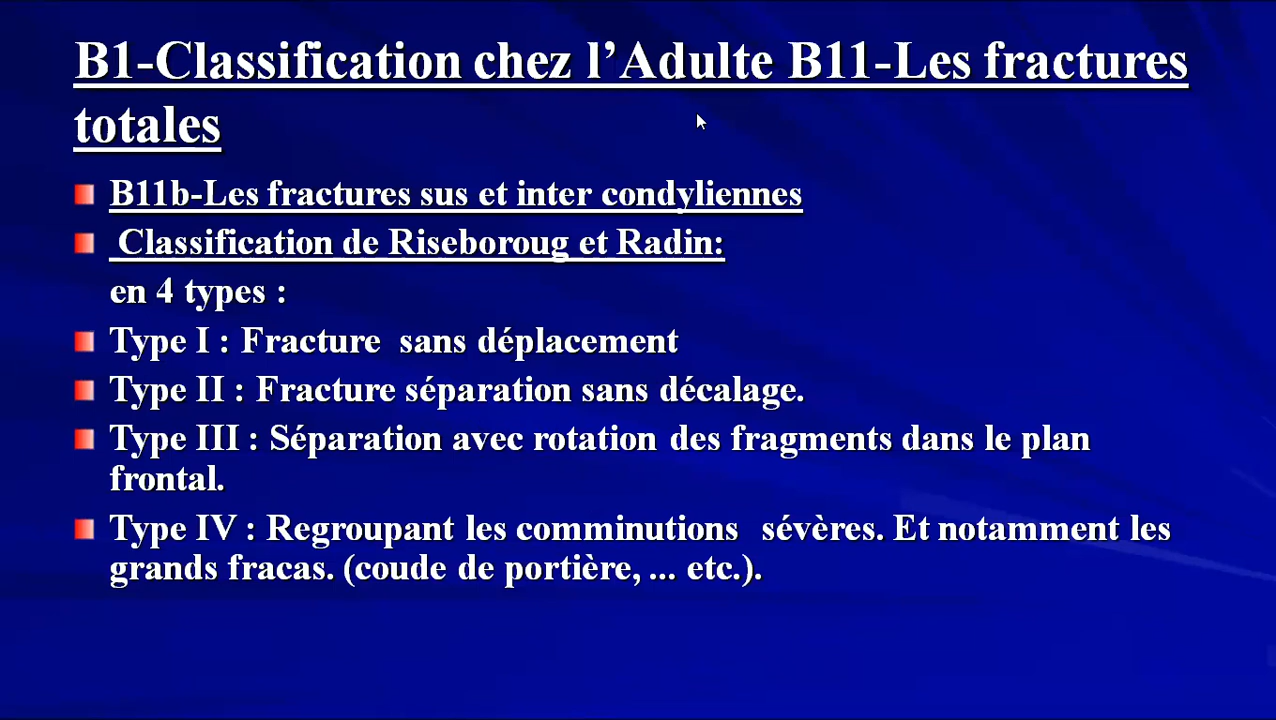 B1-Classification chez l’Adulte B11-Les fractures
totales
B11b-Les fractures sus et inter condyliennes
Classification de Riseboroug et Radin:
en 4 types :
Type I : Fracture sans déplacement
Type II : Fracture séparation sans décalage.
Type III : Séparation avec rotation des fragments dans le plan
frontal.
Type IV : Regroupant les comminutions sévères. Et notamment les
grands fracas. (coude de portière, ... etc.).